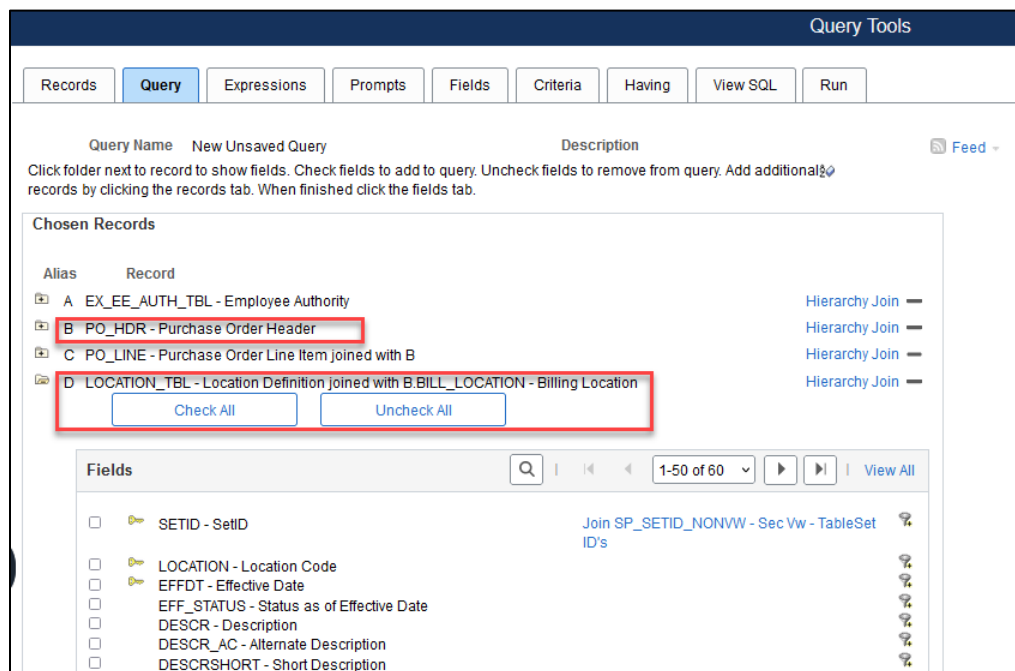 Query Tools
Records Query Expressions Prompts Fields Criteria Having View SQL Run
Query Name New Unsaved Query Description Feed
Click folder next to record to show fields. Check fields to add to query. Uncheck fields to remove from query. Add additional
records by clicking the records tab. When finished click the fields tab.
Chosen Records
Alias Record
A EX_EE_AUTH_TBL - Employee Authority Hierarchy Join
B PO_HDR - Purchase Order Header Hierarchy Join
C PO_LINE - Purchase Order Line Item joined with B Hierarchy Join
D LOCATION_TBL - Location Definition joined with B.BILL_LOCATION - Billing Location Hierarchy Join
Check All Uncheck All
Fields 1-50 of 60 View All
SETID - SetID Join SP_SETID_NONVW - Sec Vw - TableSet
ID's
LOCATION - Location Code
EFFDT - Effective Date
EFF_STATUS - Status as of Effective Date
DESCR - Description
DESCR_AC - Alternate Description
DESCRSHORT - Short Description